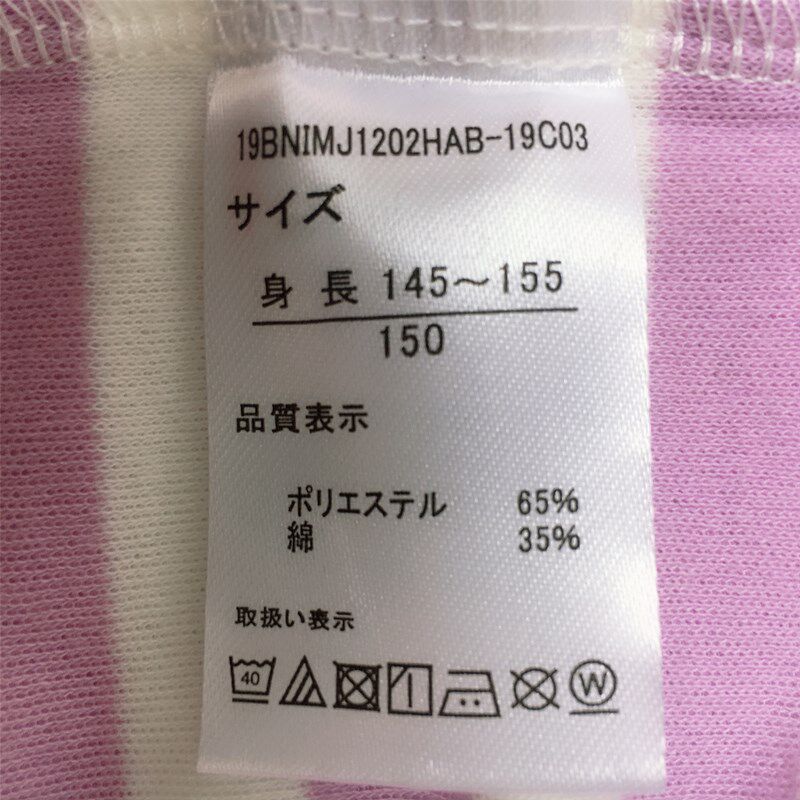 19BNIMJ1202HAB-19C03
サイズ
身 長 145～155
150
品質表示
ポリエステル 65%
綿 35%
取扱い表示
40 W